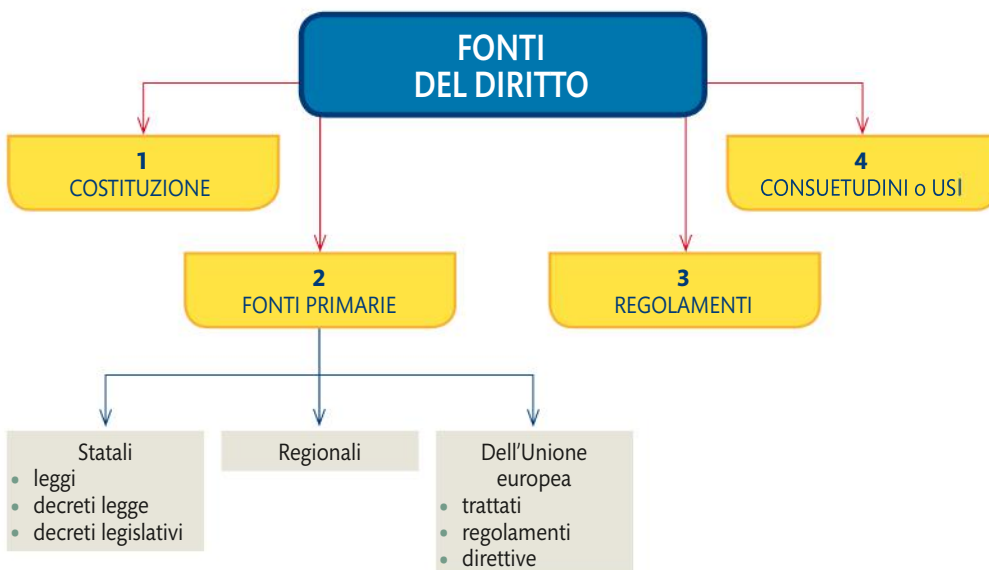 FONTI
DEL DIRITTO
1
COSTITUZIONE
4
CONSUETUDINI o USI
2
FONTI PRIMARIE
3
REGOLAMENTI
Statali
• leggi
• decreti legge
• decreti legislativi
Regionali
Dell'Unione
europea
• trattati
• regolamenti
• direttive